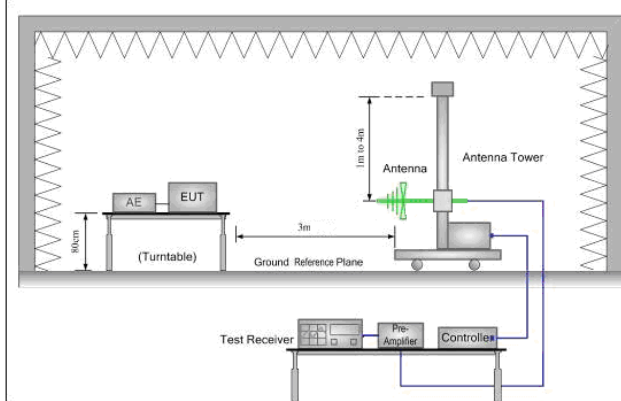 1m to 4m
Antenna
Antenna Tower
AE
EUT
80cm
(Turntable)
3m
Ground Reference Plane
Test Receiver
Pre-
Amplifier
Controller